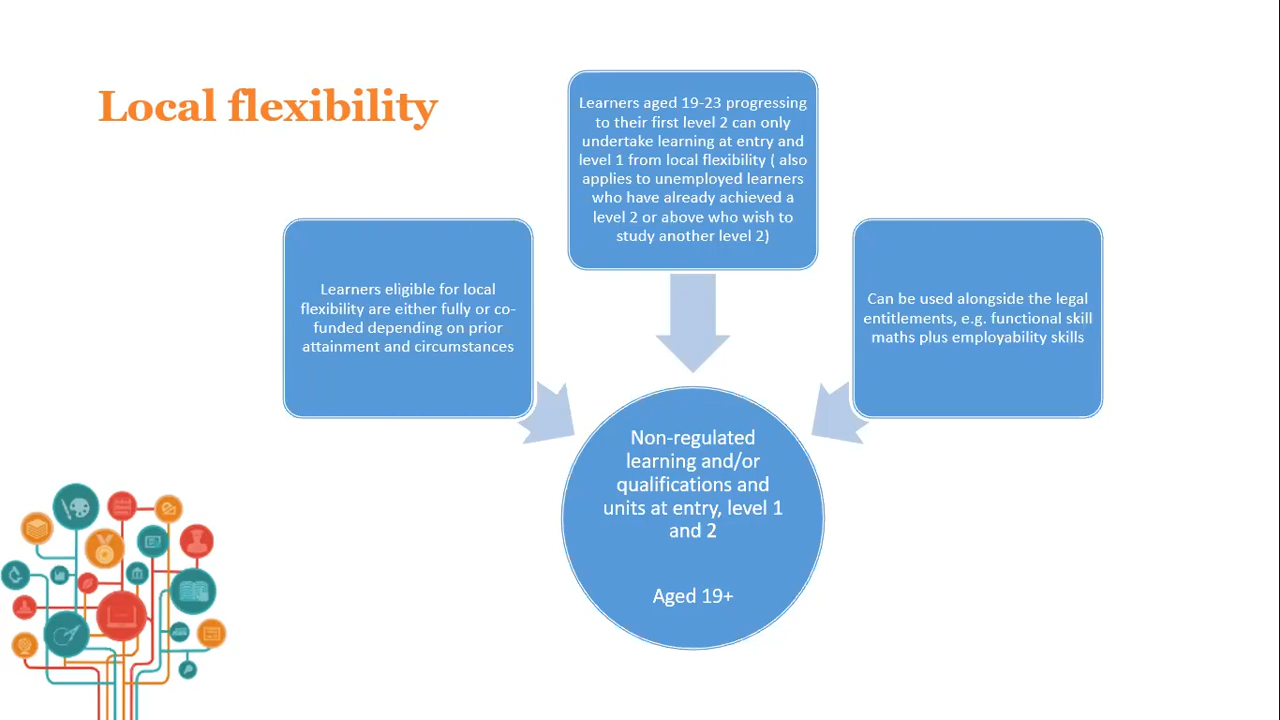 Local flexibility
Learners aged 19-23 progressing
to their first level 2 can only
undertake learning at entry and
level 1 from local flexibility ( also
applies to unemployed learners
who have already achieved a
level 2 or above who wish to
study another level 2)
Learners eligible for local
flexibility are either fully or co-
funded depending on prior
attainment and circumstances
Can be used alongside the legal
entitlements, e.g. functional skill
maths plus employability skills
Non-regulated
learning and/or
qualifications and
units at entry, level 1
and 2
Aged 19+